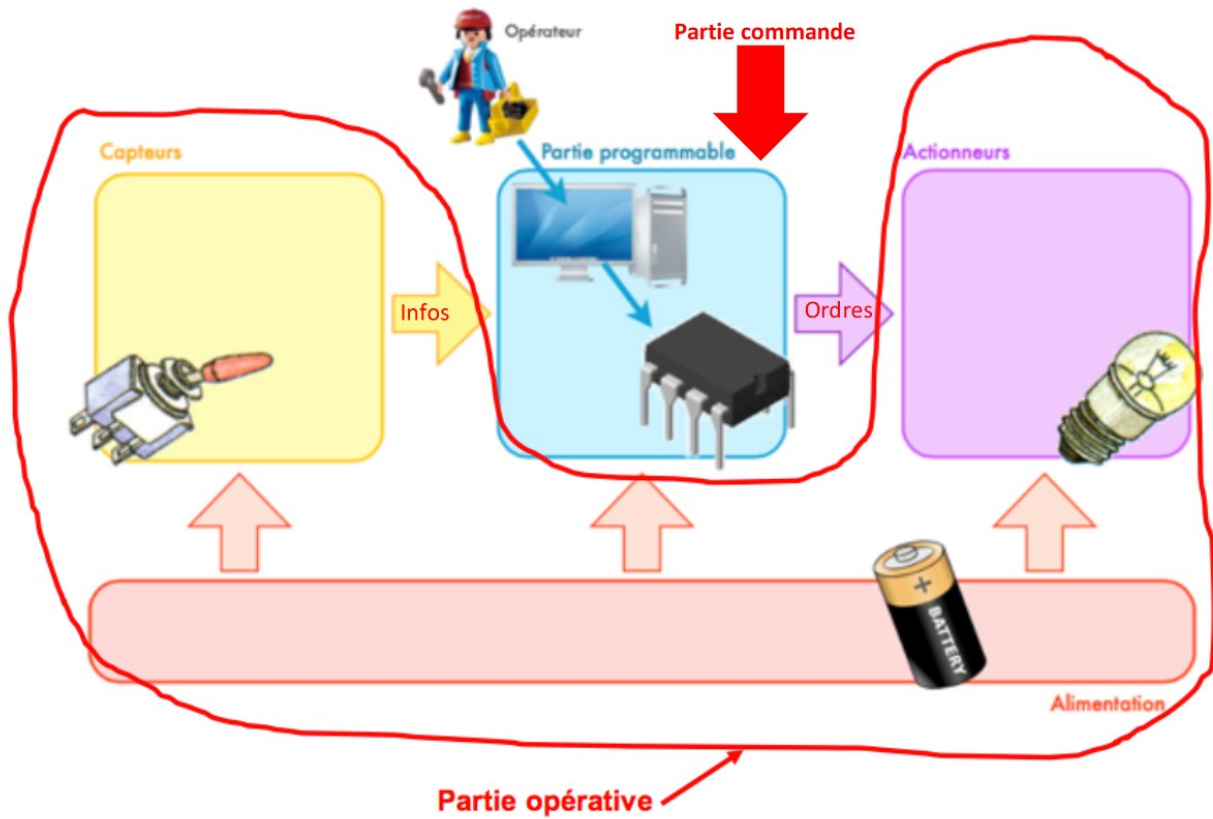 Opérateur
Partie commande
Capteurs
Partie programmable
Actionneurs
Infos
Ordres
+
BATTERY
Alimentation
Partie opérative